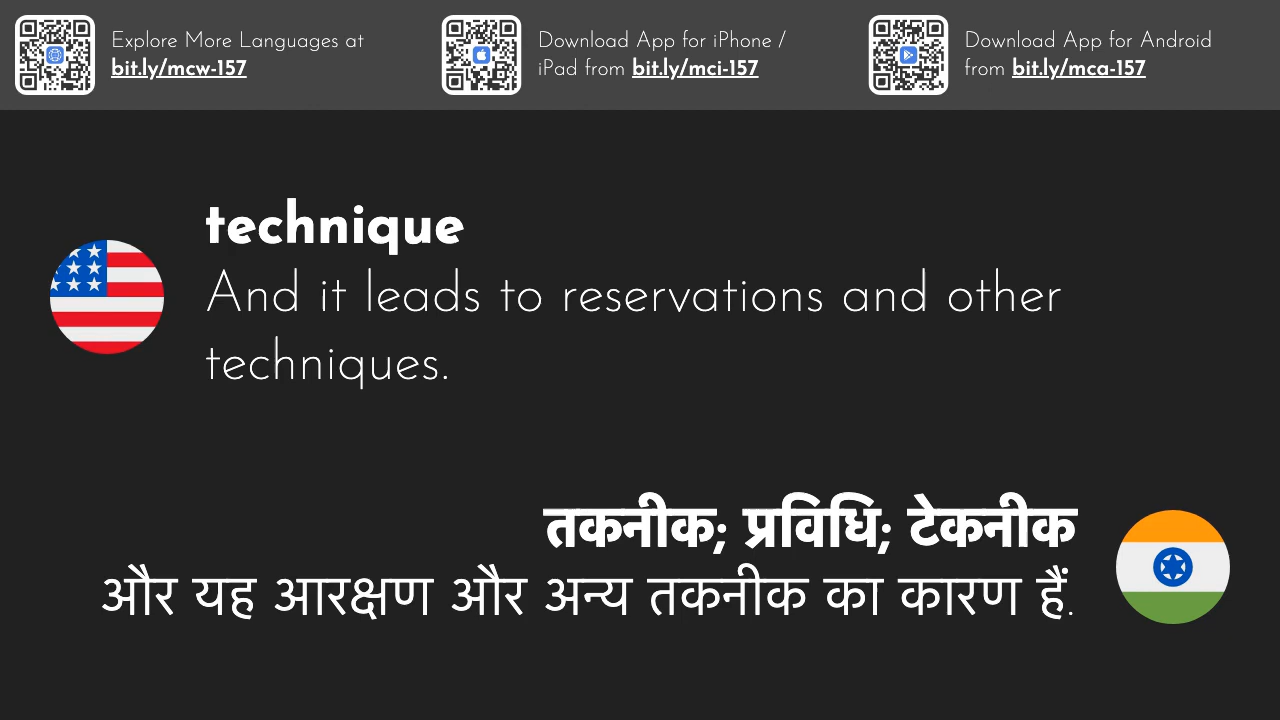 Explore More Languages at
bit.ly/mcw-157
Download App for iPhone /
iPad from bit.ly/mci-157
Download App for Android
from bit.ly/mca-157
technique
And it leads to reservations and other
techniques.
तकनीक; प्रविधि; टेकनीक
और यह आरक्षण और अन्य तकनीक का कारण हैं.